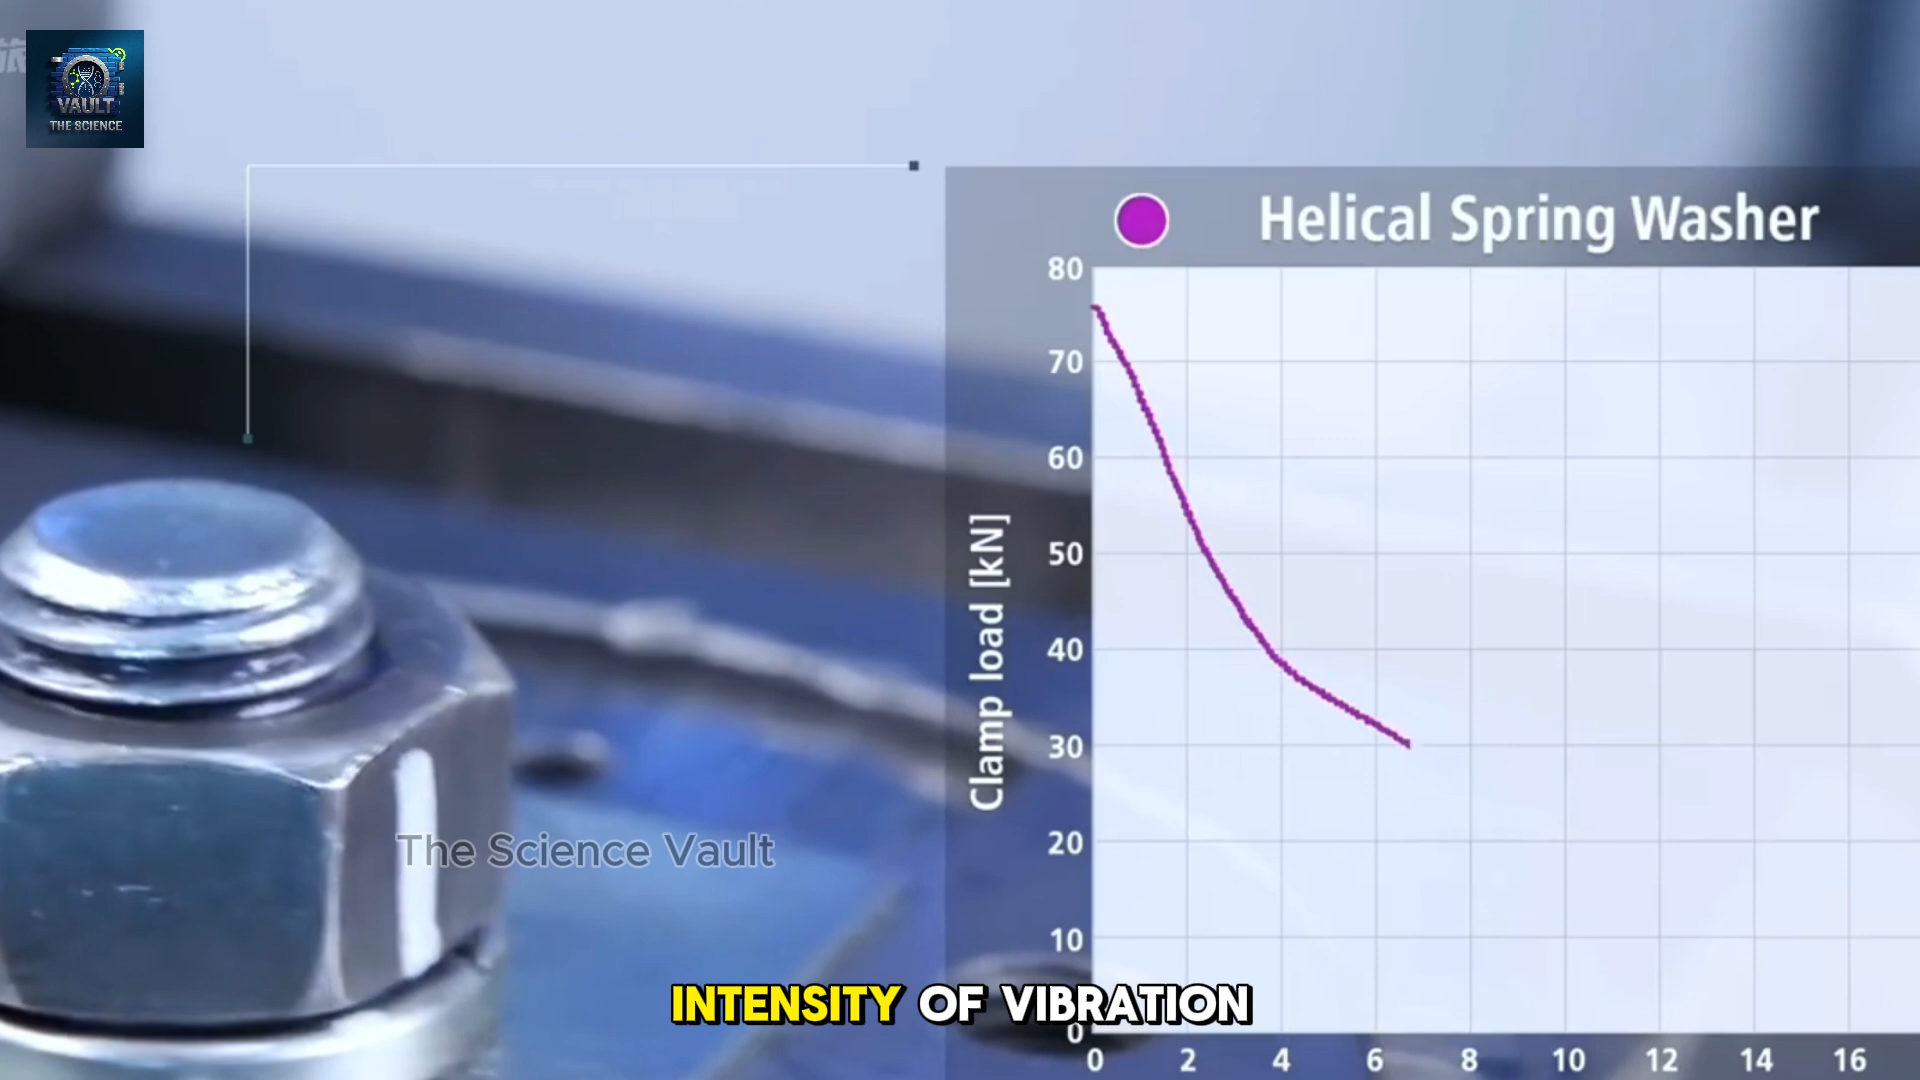 旅
VAULT
THE SCIENCE
Helical Spring Washer
80
70
60
50
40
30
20
10
0
Clamp load [kN]
The Science Vault
INTENSITY OF VIBRATION
0 2 4 6 8 10 12 14 16